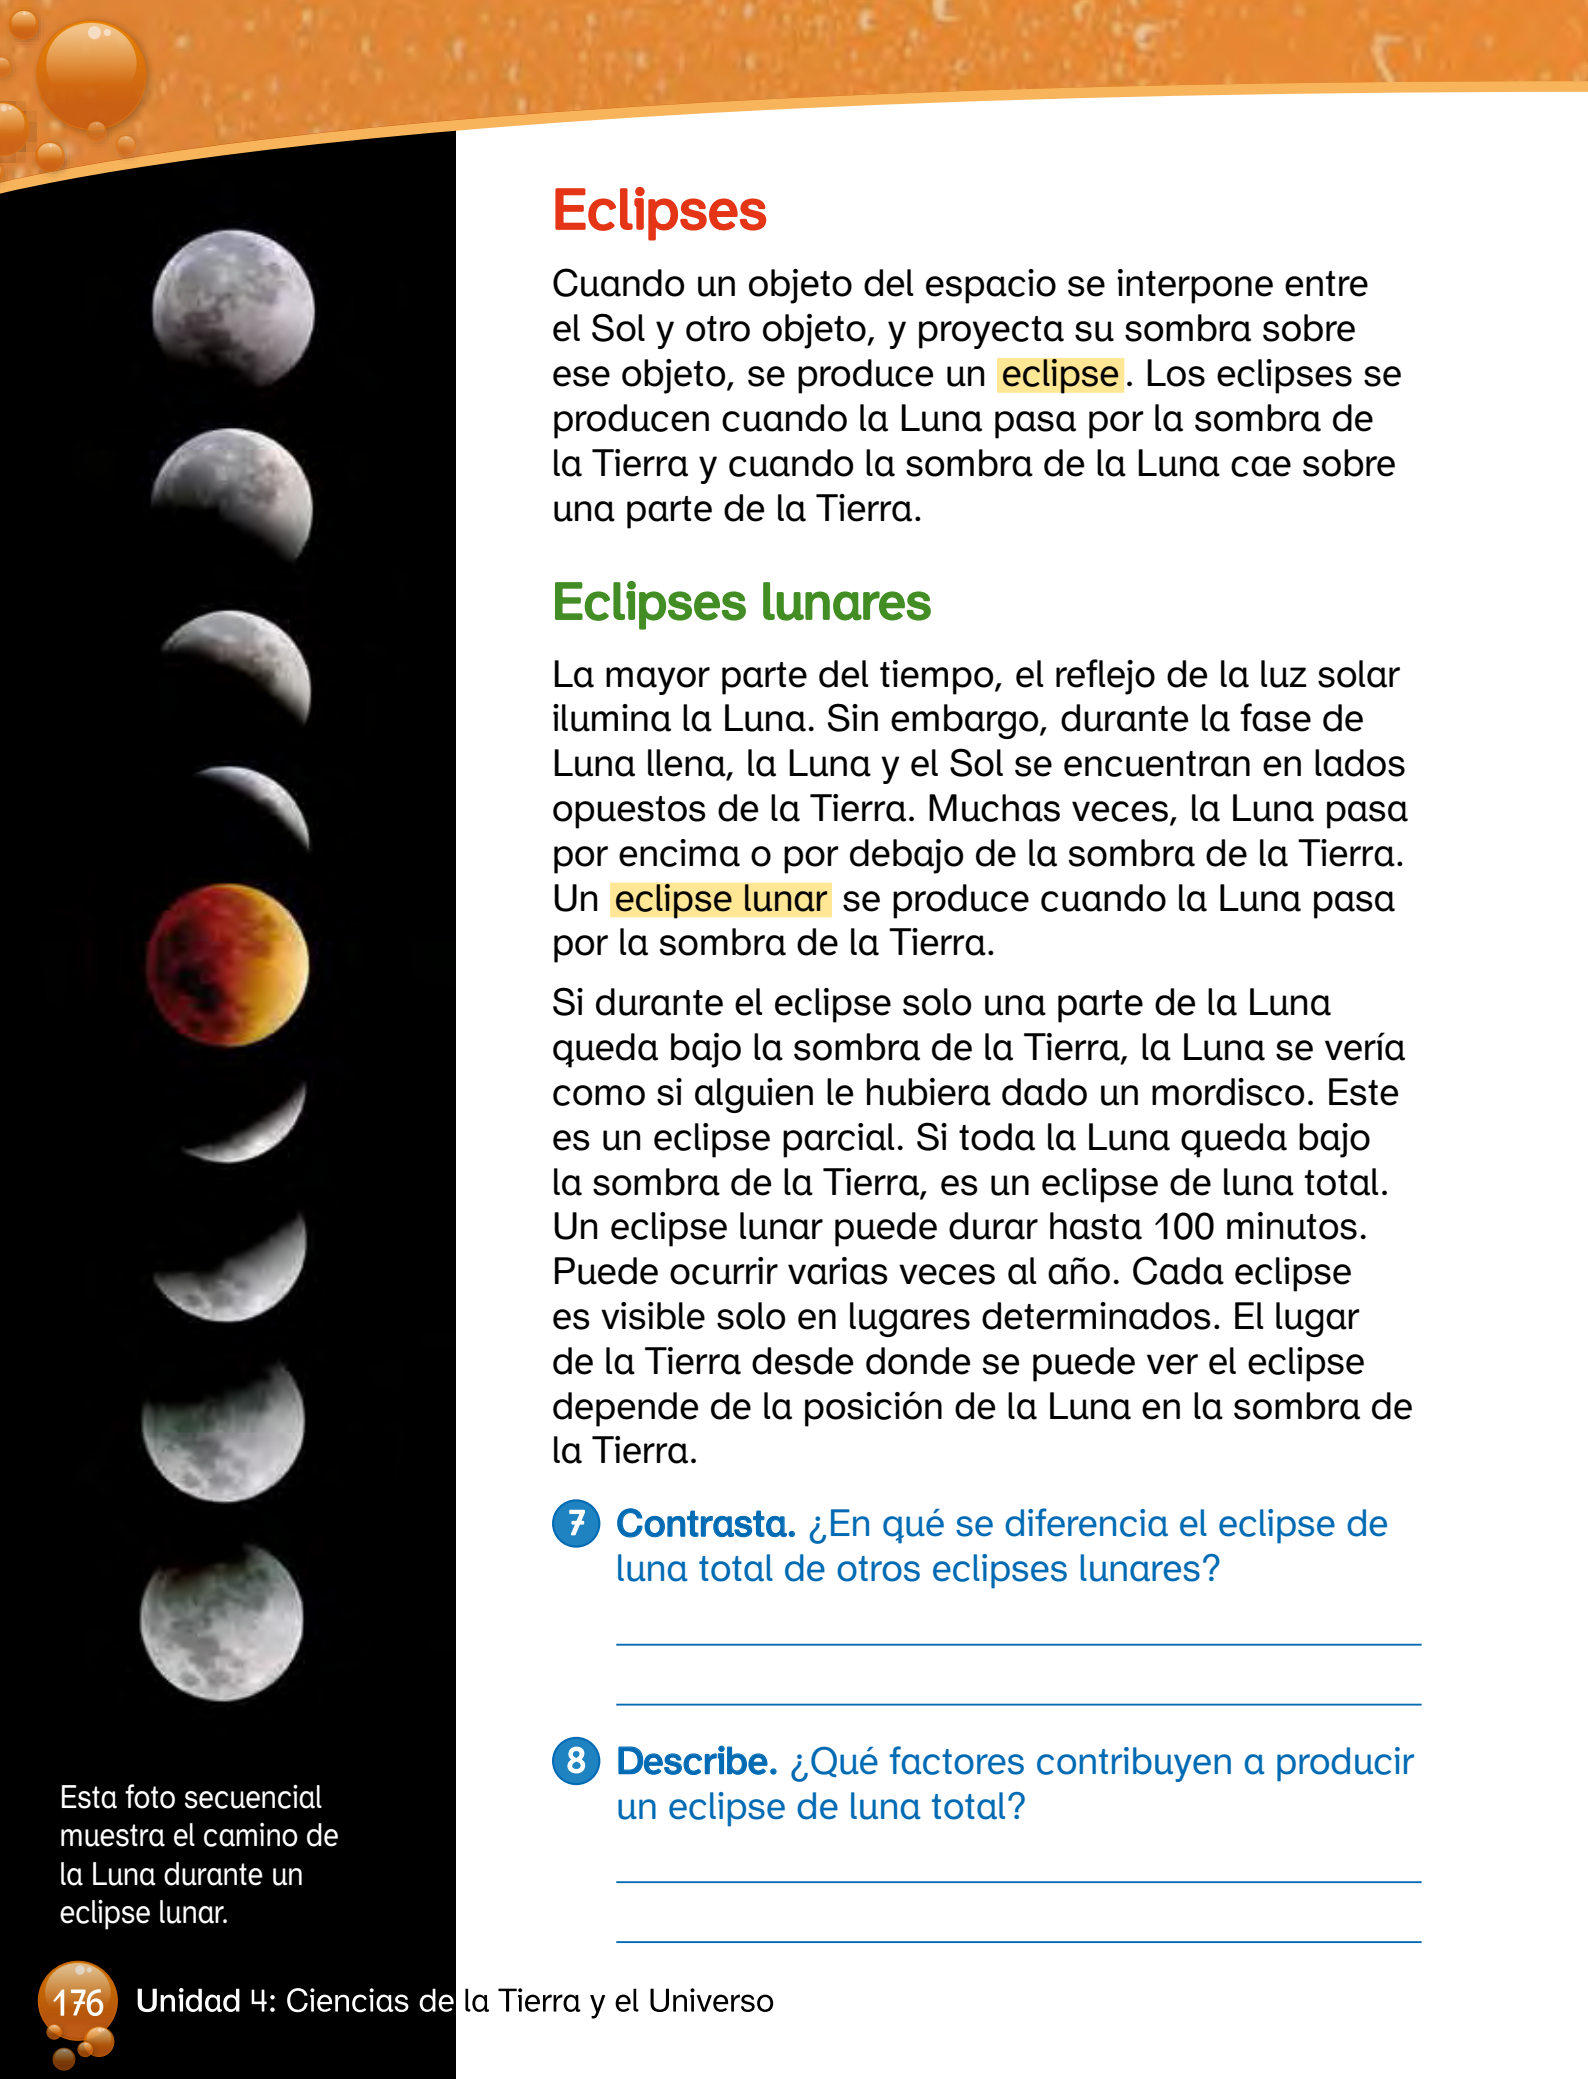 Eclipses
Cuando un objeto del espacio se interpone entre
el Sol y otro objeto, y proyecta su sombra sobre
ese objeto, se produce un eclipse. Los eclipses se
producen cuando la Luna pasa por la sombra de
la Tierra y cuando la sombra de la Luna cae sobre
una parte de la Tierra.
Eclipses lunares
La mayor parte del tiempo, el reflejo de la luz solar
ilumina la Luna. Sin embargo, durante la fase de
Luna llena, la Luna y el Sol se encuentran en lados
opuestos de la Tierra. Muchas veces, la Luna pasa
por encima o por debajo de la sombra de la Tierra.
Un eclipse lunar se produce cuando la Luna pasa
por la sombra de la Tierra.
Si durante el eclipse solo una parte de la Luna
queda bajo la sombra de la Tierra, la Luna se vería
como si alguien le hubiera dado un mordisco. Este
es un eclipse parcial. Si toda la Luna queda bajo
la sombra de la Tierra, es un eclipse de luna total.
Un eclipse lunar puede durar hasta 100 minutos.
Puede ocurrir varias veces al año. Cada eclipse
es visible solo en lugares determinados. El lugar
de la Tierra desde donde se puede ver el eclipse
depende de la posición de la Luna en la sombra de
la Tierra.
7 Contrasta. ¿En qué se diferencia el eclipse de
luna total de otros eclipses lunares?
8 Describe. ¿Qué factores contribuyen a producir
un eclipse de luna total?
Esta foto secuencial
muestra el camino de
la Luna durante un
eclipse lunar.
176 Unidad 4: Ciencias de la Tierra y el Universo